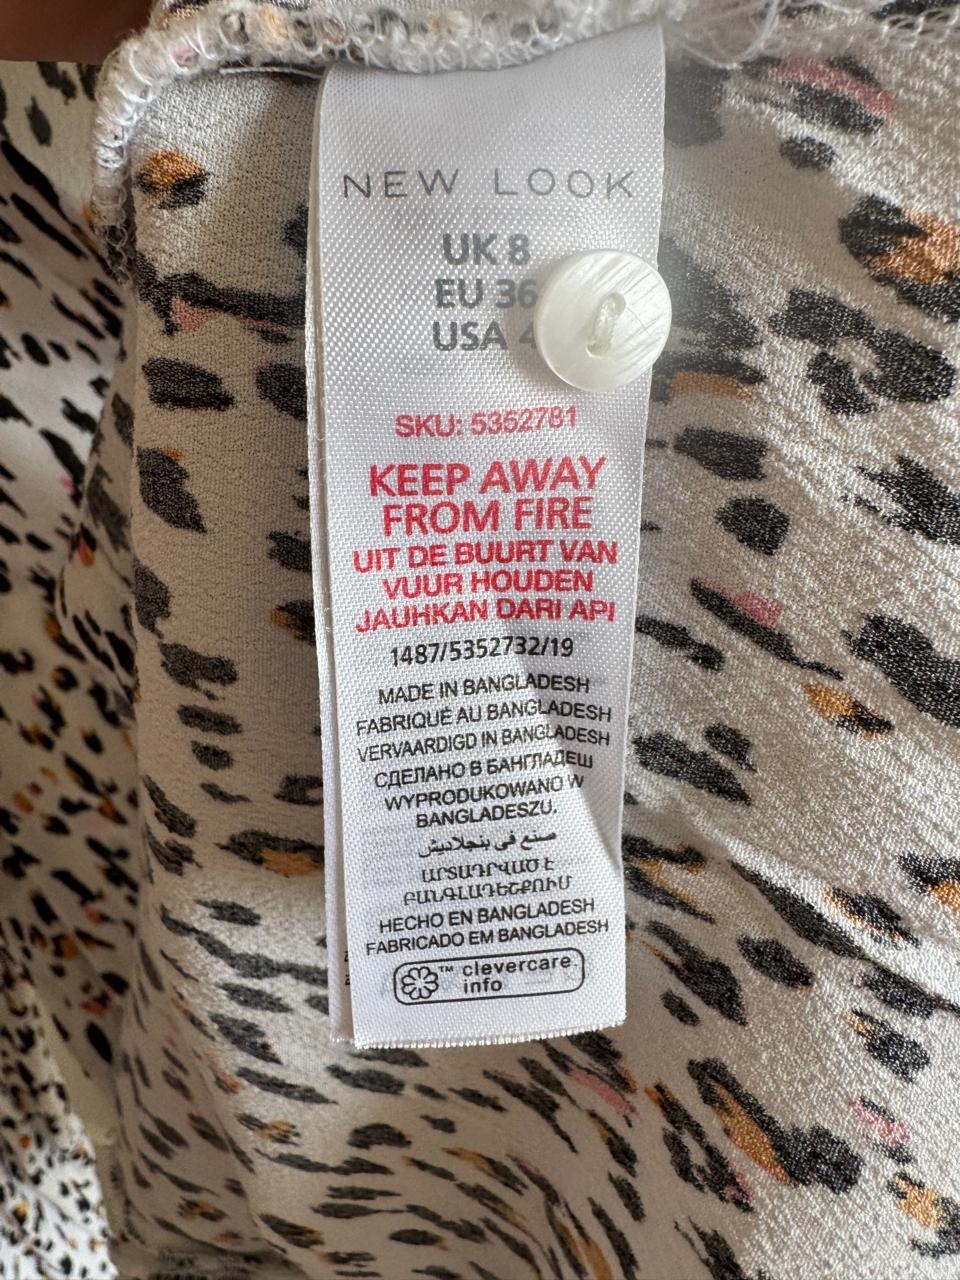 NEW LOOK
UK 8
EU 36
USA 4
SKU: 5352781
KEEP AWAY
FROM FIRE
UIT DE BUURT VAN
VUUR HOUDEN
JAUHKAN DARI API
1487/5352732/19
MADE IN BANGLADESH
FABRIQUÉ AU BANGLADESH
VERVAARDIGD IN BANGLADESH
СДЕЛАНО В БАНГЛАДЕШ
WYPRODUKOWANO W
BANGLADESZU.
صنع في بنجلاديش
ԱՐՏԱԴՐՎԱԾ Է
ԲԱՆԳԼԱԴԵՇՔՈՒՄ
HECHO EN BANGLADESH
FABRICADO EM BANGLADESH
™ clevercare
info